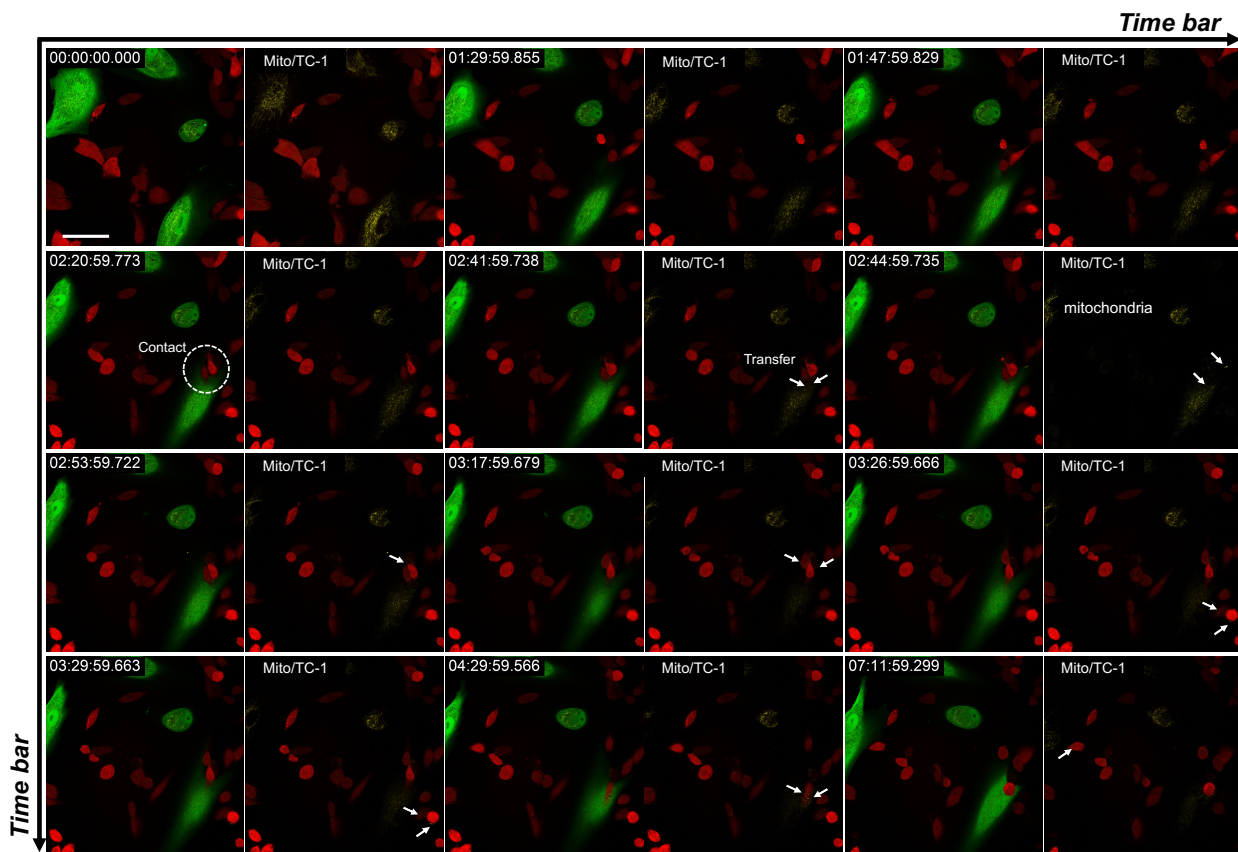 Time bar
00:00:00.000
Mito/TC-1
01:29:59.855
Mito/TC-1
01:47:59.829
Mito/TC-1
02:20:59.773
Mito/TC-1
02:41:59.738
Mito/TC-1
02:44:59.735
Mito/TC-1
mitochondria
Contact
Transfer
02:53:59.722
Mito/TC-1
03:17:59.679
Mito/TC-1
03:26:59.666
Mito/TC-1
03:29:59.663
Mito/TC-1
04:29:59.566
Mito/TC-1
07:11:59.299
Mito/TC-1
Time bar